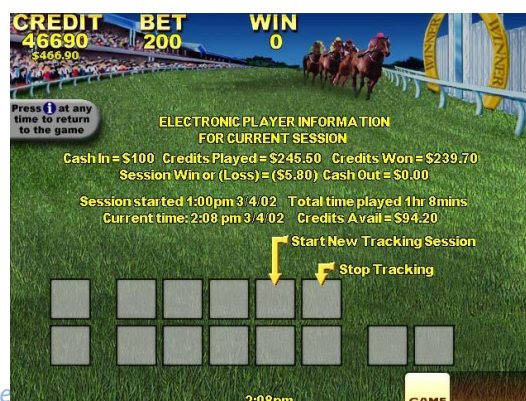 CREDIT BET WIN
46690 200 0
$466.90
Press i at any
time to return
to the game
ELECTRONIC PLAYER INFORMATION
FOR CURRENT SESSION
Cash In = $100 Credits Played = $245.50 Credits Won = $239.70
Session Win or (Loss) = ($5.80) Cash Out = $0.00
Session started 1:00pm 3/4/02 Total time played 1hr 8mins
Current time: 2:08 pm 3/4/02 Credits Avail = $94.20
Start New Tracking Session
Stop Tracking
WINNER
WINNER
2:08pm
GAME